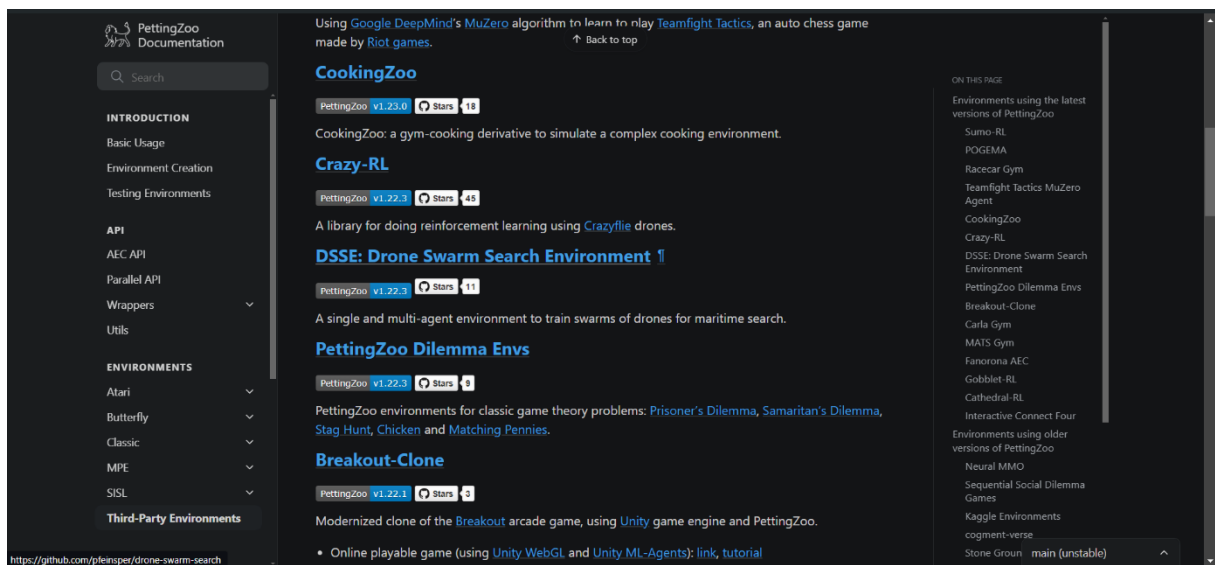 PettingZoo
Documentation
Search
INTRODUCTION
Basic Usage
Environment Creation
Testing Environments
API
AEC API
Parallel API
Wrappers
Utils
ENVIRONMENTS
Atari
Butterfly
Classic
MPE
SISL
Third-Party Environments
https://github.com/pfeinsper/drone-swarm-search
Using Google DeepMind's MuZero algorithm to learn to play Teamfight Tactics, an auto chess game
made by Riot games.
↑ Back to top
CookingZoo
PettingZoo v1.23.0 Stars 18
CookingZoo: a gym-cooking derivative to simulate a complex cooking environment.
Crazy-RL
PettingZoo v1.22.3 Stars 45
A library for doing reinforcement learning using Crazyflie drones.
DSSE: Drone Swarm Search Environment ¶
PettingZoo v1.22.3 Stars 11
A single and multi-agent environment to train swarms of drones for maritime search.
PettingZoo Dilemma Envs
PettingZoo v1.22.3 Stars 9
PettingZoo environments for classic game theory problems: Prisoner's Dilemma, Samaritan's Dilemma,
Stag Hunt, Chicken and Matching Pennies.
Breakout-Clone
PettingZoo v1.22.1 Stars 3
Modernized clone of the Breakout arcade game, using Unity game engine and PettingZoo.
• Online playable game (using Unity WebGL and Unity ML-Agents): link, tutorial
ON THIS PAGE
Environments using the latest
versions of PettingZoo
Sumo-RL
POGEMA
Racecar Gym
Teamfight Tactics MuZero
Agent
CookingZoo
Crazy-RL
DSSE: Drone Swarm Search
Environment
PettingZoo Dilemma Envs
Breakout-Clone
Carla Gym
MATS Gym
Fanorona AEC
Gobblet-RL
Cathedral-RL
Interactive Connect Four
Environments using older
versions of PettingZoo
Neural MMO
Sequential Social Dilemma
Games
Kaggle Environments
cogment-verse
Stone Groun
main (unstable)